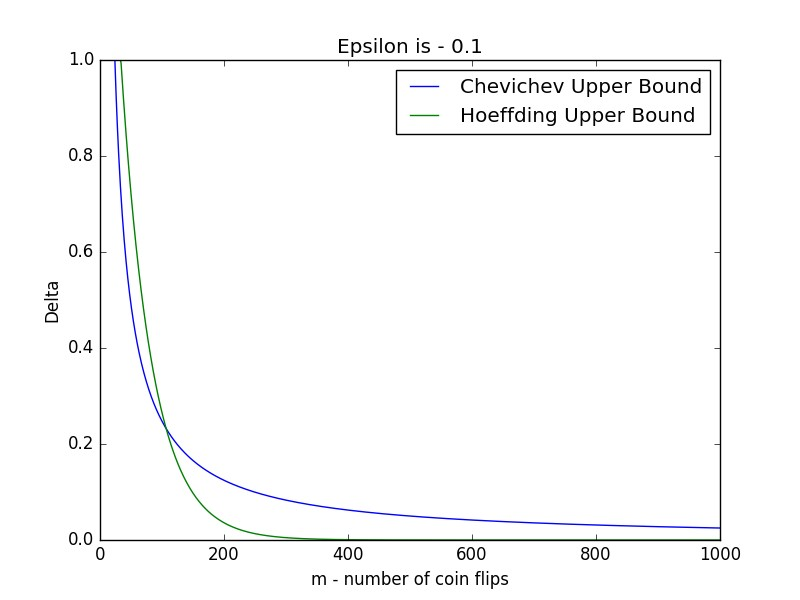 Epsilon is - 0.1
Chevichev Upper Bound
Hoeffding Upper Bound
1.0
0.8
0.6
0.4
0.2
0.0
Delta
0 200 400 600 800 1000
m - number of coin flips